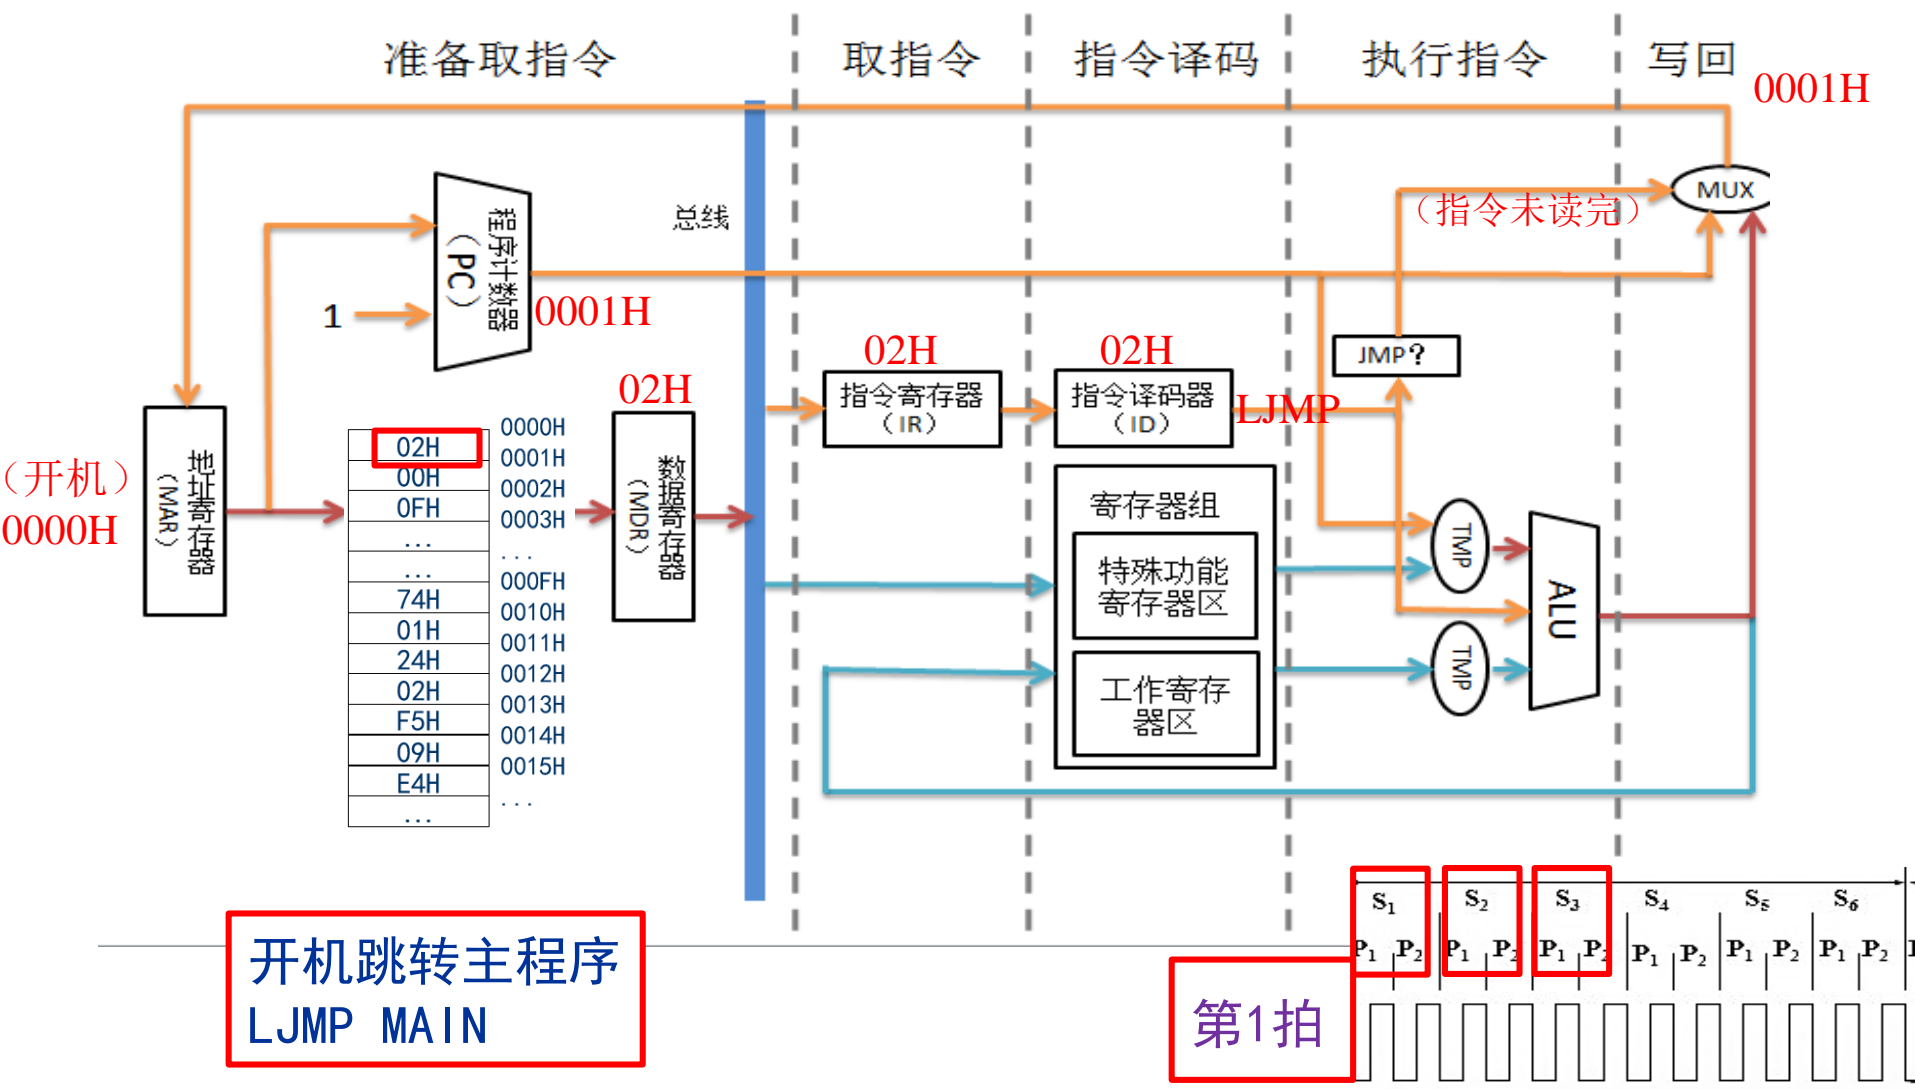 准备取指令
取指令
指令译码
执行指令
写回
0001H
MUX
(指令未读完)
总线
程序计数器
(PC)
1
0001H
JMP?
02H
02H
02H
指令寄存器
(IR)
指令译码器
(ID)
LJMP
地址寄存器
(MAR)
(开机)
0000H
02H
00H
0FH
...
...
74H
01H
24H
02H
F5H
09H
E4H
...
0000H
0001H
0002H
0003H
...
000FH
0010H
0011H
0012H
0013H
0014H
0015H
...
数据寄存器
(MDR)
寄存器组
特殊功能
寄存器区
工作寄存
器区
TMP
TMP
ALU
开机跳转主程序
LJMP MAIN
第1拍
S1 S2 S3 S4 S5 S6
P1 P2 P1 P2 P1 P2 P1 P2 P1 P2 P1 P2